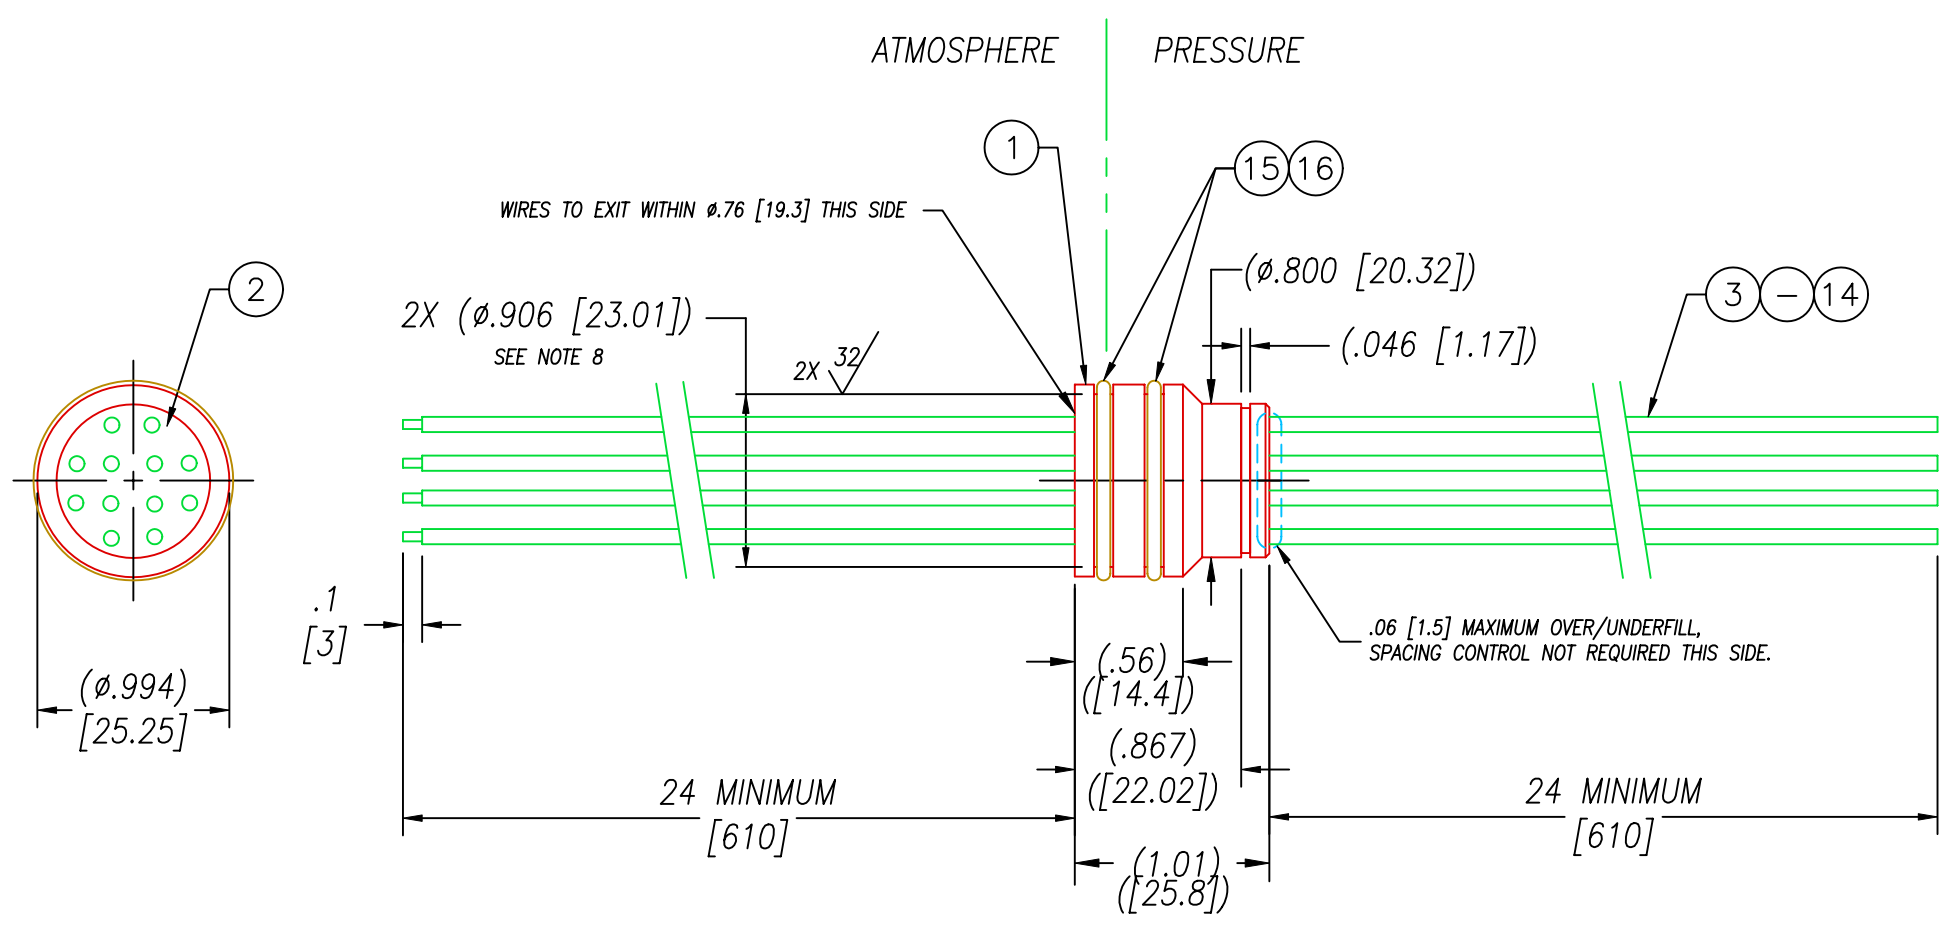 ATMOSPHERE
PRESSURE
1
15 16
WIRES TO EXIT WITHIN ø.76 [19.3] THIS SIDE
(ø.800 [20.32])
2
3 – 14
2X (ø.906 [23.01])
SEE NOTE 8
2X 32
(.046 [1.17])
.1
[3]
.06 [1.5] MAXIMUM OVER/UNDERFILL,
SPACING CONTROL NOT REQUIRED THIS SIDE.
(ø.994)
[25.25]
(.56)
([14.4])
(.867)
([22.02])
24 MINIMUM
[610]
24 MINIMUM
[610]
(1.01)
([25.8])